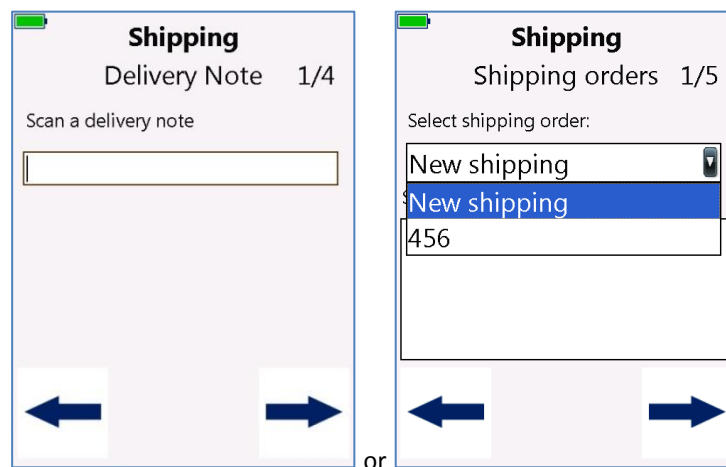 Shipping
Delivery Note 1/4
Scan a delivery note
or
Shipping
Shipping orders 1/5
Select shipping order:
New shipping
New shipping
456